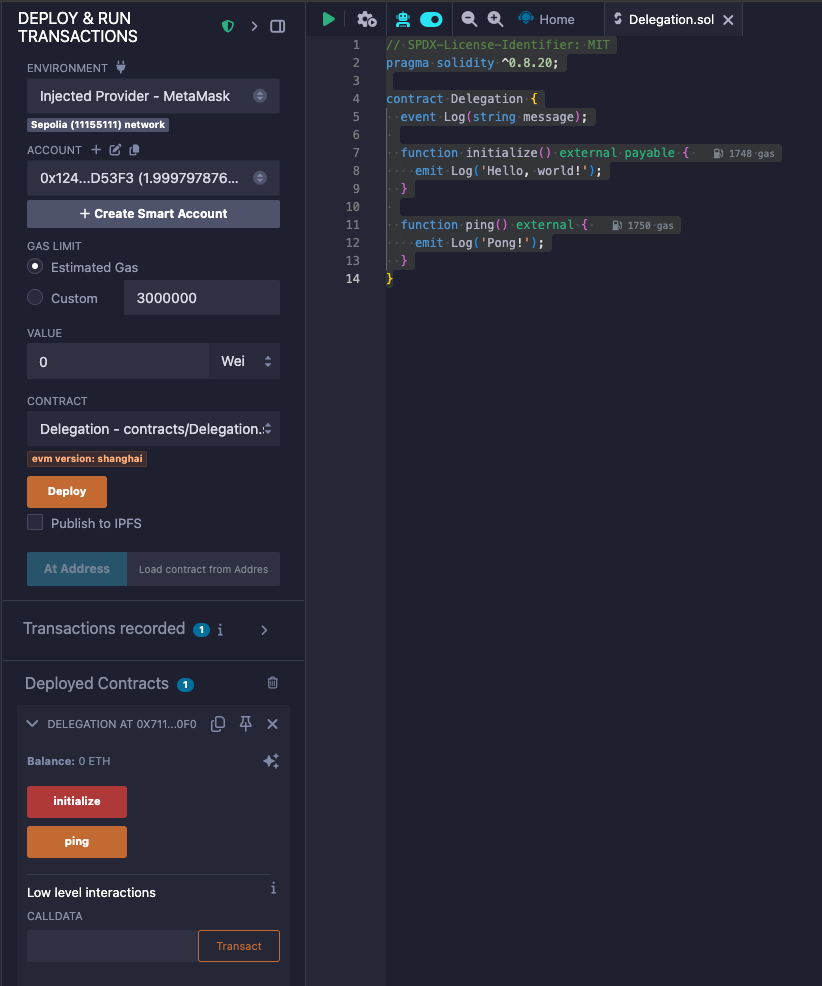 DEPLOY & RUN
TRANSACTIONS
ENVIRONMENT
Injected Provider - MetaMask
Sepolia (11155111) network
ACCOUNT
0x124...D53F3 (1.999797876...
+ Create Smart Account
GAS LIMIT
Estimated Gas
Custom
3000000
VALUE
0
Wei
CONTRACT
Delegation - contracts/Delegation.s
evm version: shanghai
Deploy
Publish to IPFS
At Address
Load contract from Addres
Transactions recorded 1 i
Deployed Contracts 1
DELEGATION AT 0X711...0F0
Balance: 0 ETH
initialize
ping
Low level interactions
i
CALLDATA
Transact
Home
Delegation.sol
1 // SPDX-License-Identifier: MIT
2 pragma solidity ^0.8.20;
3
4 contract Delegation {
5 event Log(string message);
6
7 function initialize() external payable { 1748 gas
8 emit Log('Hello, world!');
9 }
10
11 function ping() external { 1750 gas
12 emit Log('Pong!');
13 }
14 }